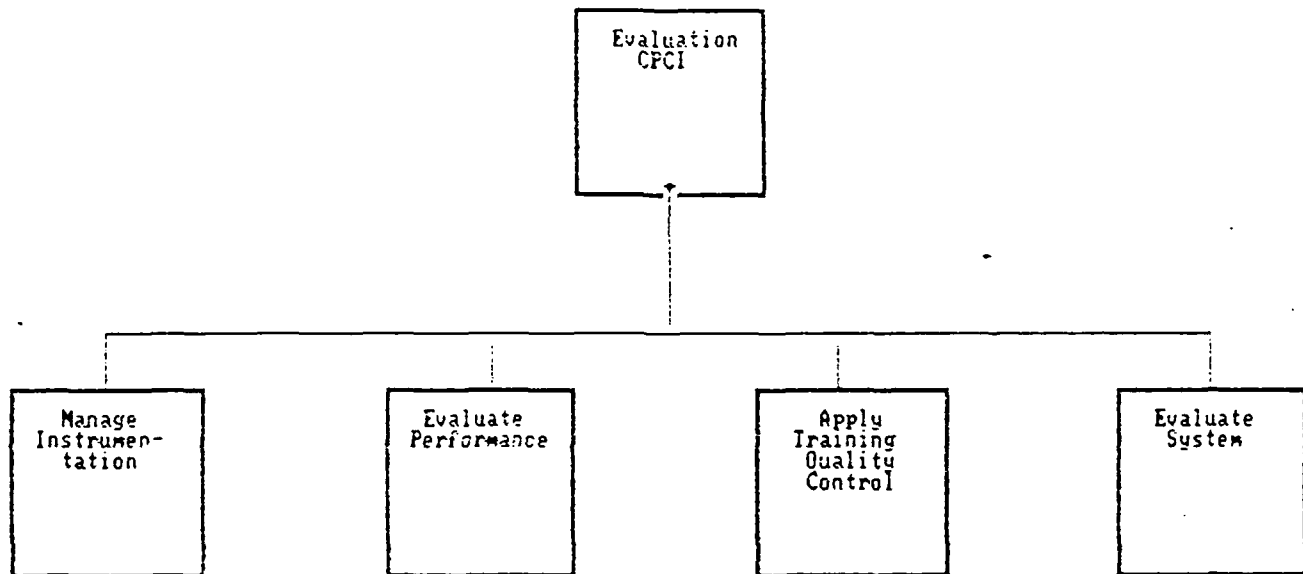 Evaluation
CPCI
Manage
Instrumen-
tation
Evaluate
Performance
Apply
Training
Quality
Control
Evaluate
System